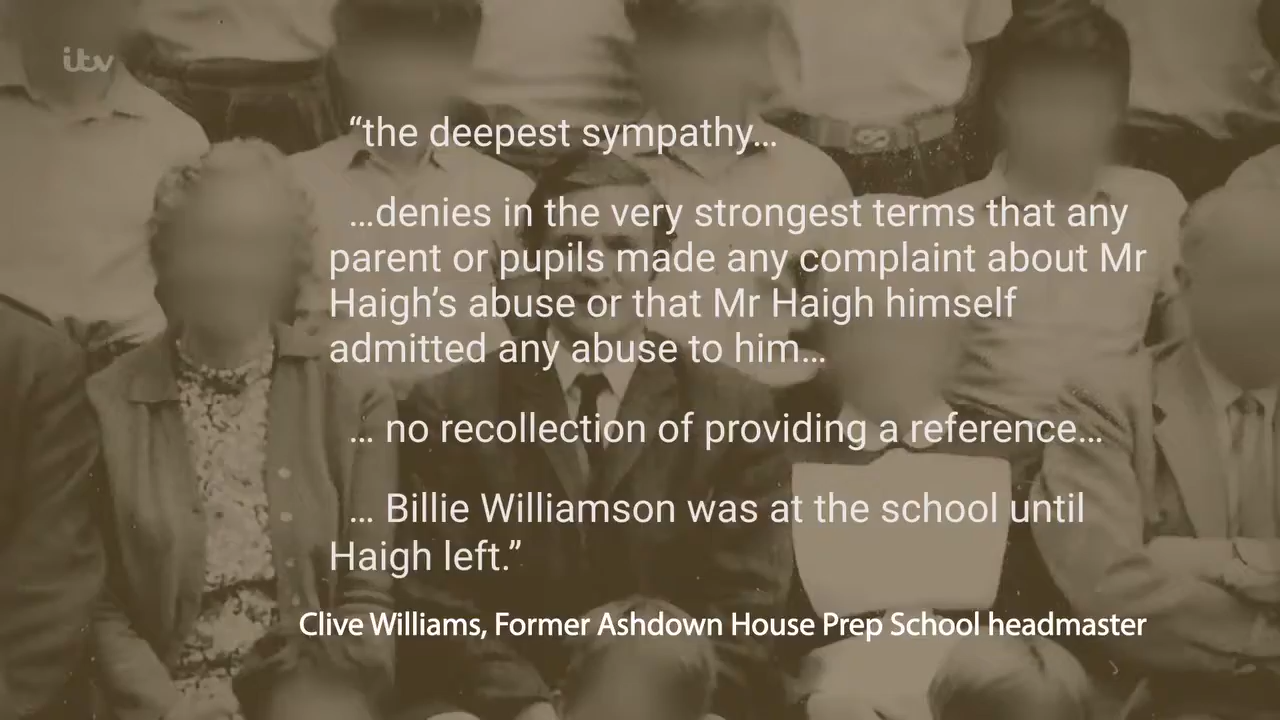 itv
“the deepest sympathy...
...denies in the very strongest terms that any
parent or pupils made any complaint about Mr
Haigh’s abuse or that Mr Haigh himself
admitted any abuse to him...
... no recollection of providing a reference...
... Billie Williamson was at the school until
Haigh left.”
Clive Williams, Former Ashdown House Prep School headmaster